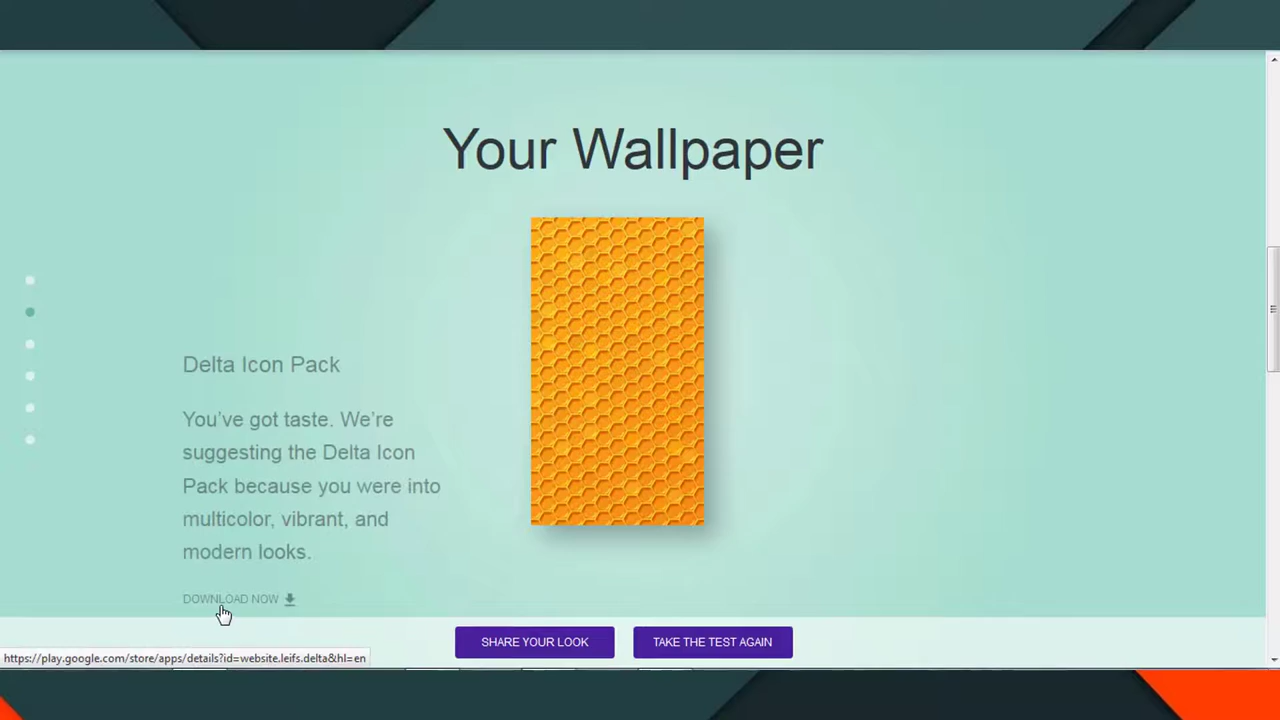 Your Wallpaper
Delta Icon Pack
You've got taste. We're
suggesting the Delta Icon
Pack because you were into
multicolor, vibrant, and
modern looks.
DOWNLOAD NOW
SHARE YOUR LOOK
TAKE THE TEST AGAIN
https://play.google.com/store/apps/details?id=website.leifs.delta&hl=en